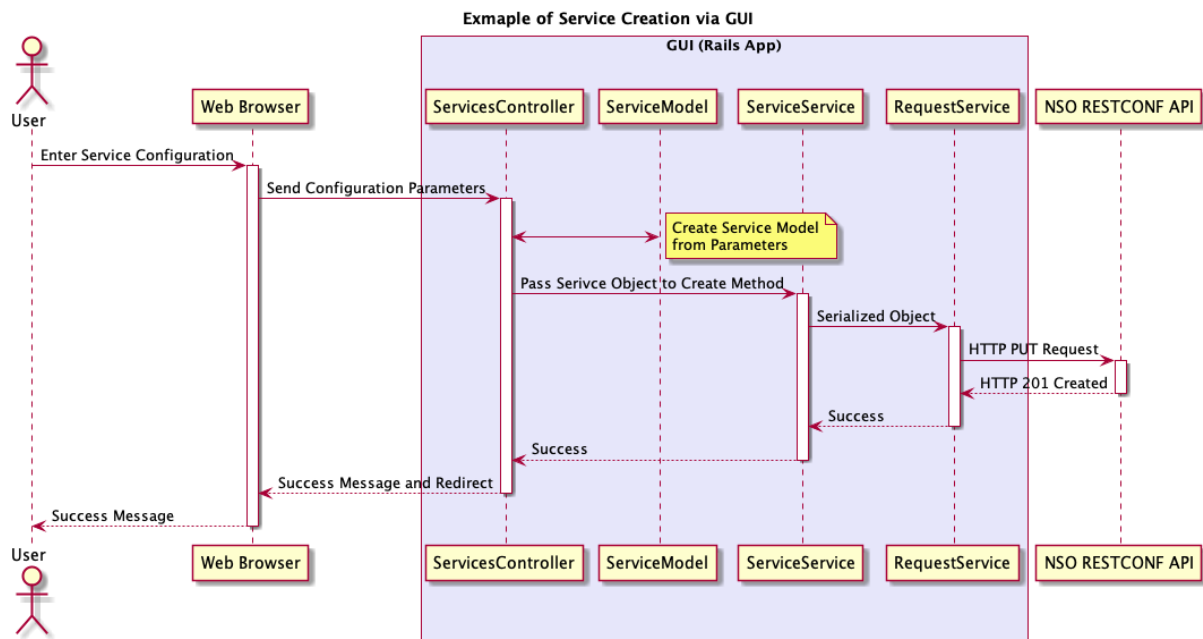 Exmaple of Service Creation via GUI
GUI (Rails App)
User
Web Browser
ServicesController
ServiceModel
ServiceService
RequestService
NSO RESTCONF API
Enter Service Configuration
Send Configuration Parameters
Create Service Model
from Parameters
Pass Serivce Object to Create Method
Serialized Object
HTTP PUT Request
HTTP 201 Created
Success
Success
Success Message and Redirect
Success Message
User
Web Browser
ServicesController
ServiceModel
ServiceService
RequestService
NSO RESTCONF API